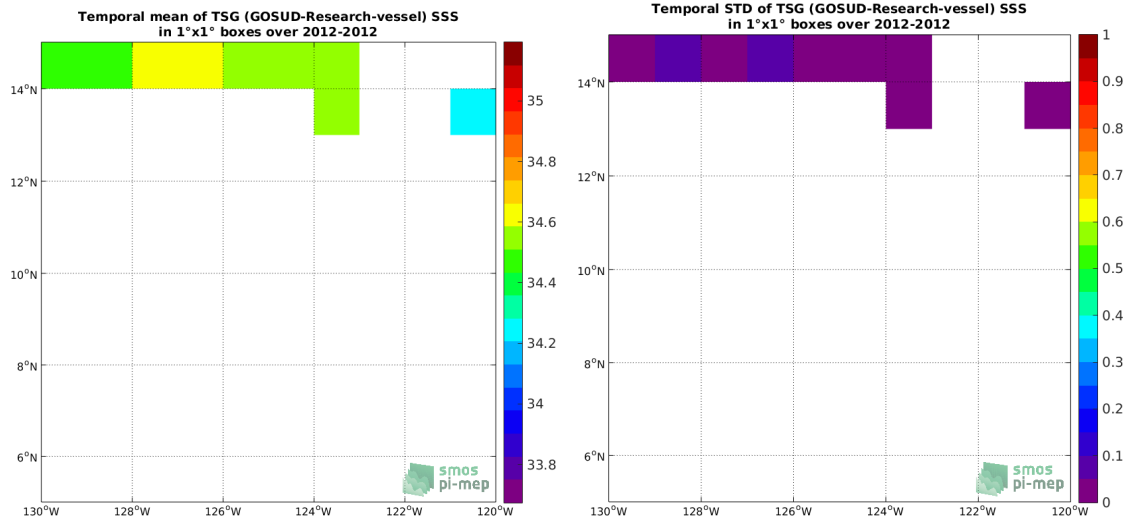 Temporal mean of TSG (GOSUD-Research-vessel) SSS
in 1°x1° boxes over 2012-2012
14°N
12°N
10°N
8°N
6°N
130°W
128°W
126°W
124°W
122°W
120°W
35
34.8
34.6
34.4
34.2
34
33.8
smos
pi-mep
Temporal STD of TSG (GOSUD-Research-vessel) SSS
in 1°x1° boxes over 2012-2012
14°N
12°N
10°N
8°N
6°N
130°W
128°W
126°W
124°W
122°W
120°W
1
0.9
0.8
0.7
0.6
0.5
0.4
0.3
0.2
0.1
0
smos
pi-mep